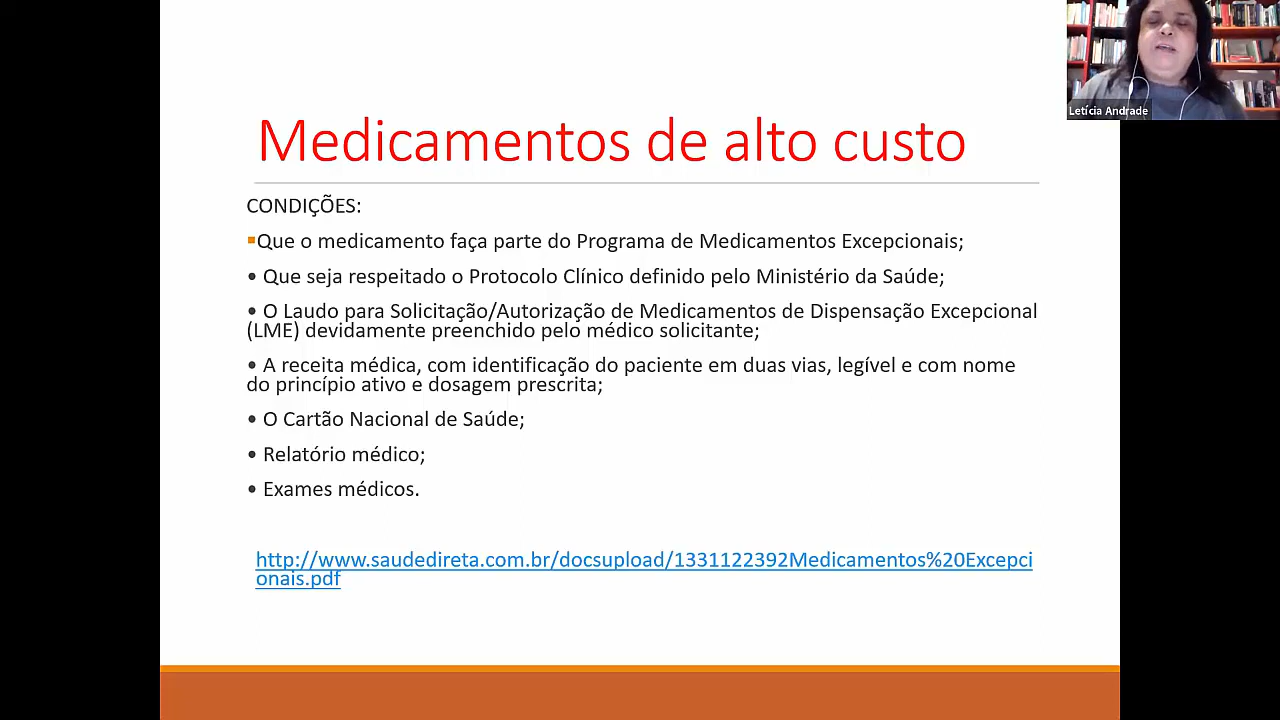 Letícia Andrade
Medicamentos de alto custo
CONDIÇÕES:
▪Que o medicamento faça parte do Programa de Medicamentos Excepcionais;
• Que seja respeitado o Protocolo Clínico definido pelo Ministério da Saúde;
• O Laudo para Solicitação/Autorização de Medicamentos de Dispensação Excepcional
(LME) devidamente preenchido pelo médico solicitante;
• A receita médica, com identificação do paciente em duas vias, legível e com nome
do princípio ativo e dosagem prescrita;
• O Cartão Nacional de Saúde;
• Relatório médico;
• Exames médicos.
http://www.saudedireta.com.br/docsupload/1331122392Medicamentos%20Excepci
onais.pdf